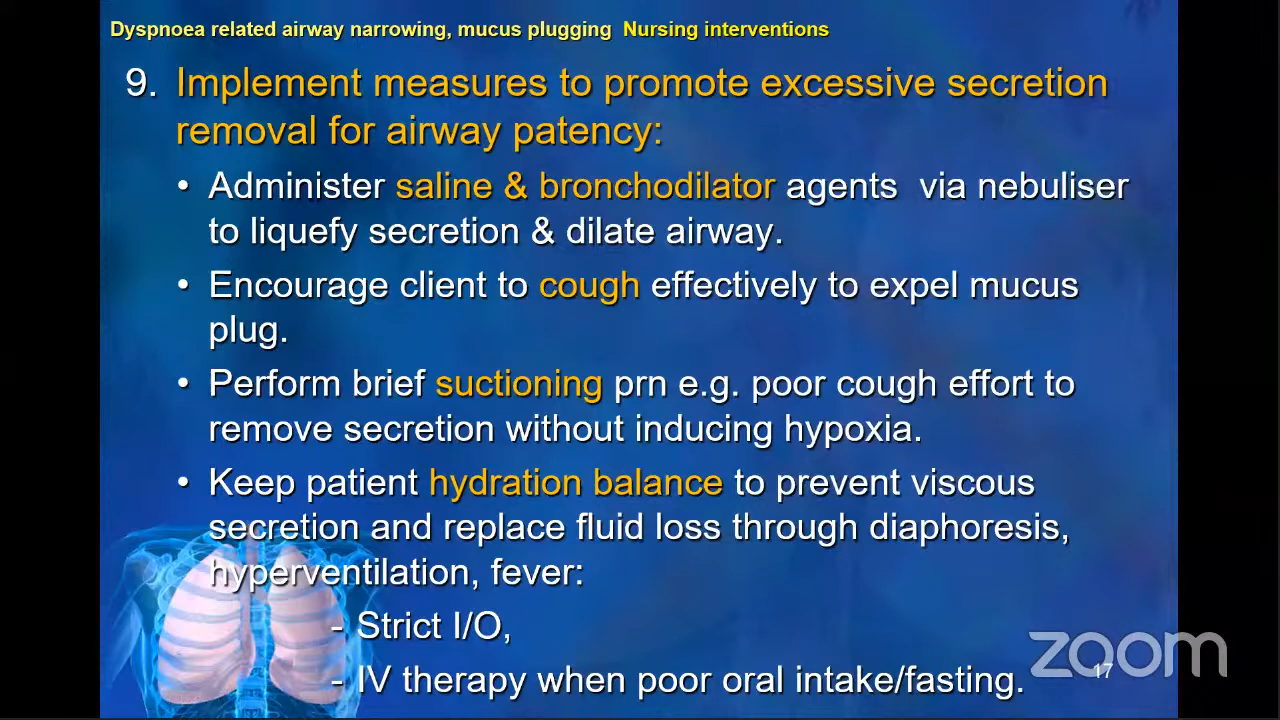 Dyspnoea related airway narrowing, mucus plugging Nursing interventions
9. Implement measures to promote excessive secretion
removal for airway patency:
• Administer saline & bronchodilator agents via nebuliser
to liquefy secretion & dilate airway.
• Encourage client to cough effectively to expel mucus
plug.
• Perform brief suctioning prn e.g. poor cough effort to
remove secretion without inducing hypoxia.
• Keep patient hydration balance to prevent viscous
secretion and replace fluid loss through diaphoresis,
hyperventilation, fever:
- Strict I/O,
- IV therapy when poor oral intake/fasting.
zoom
17